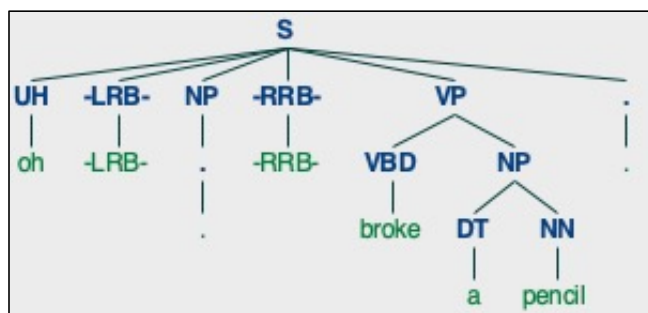 S
UH -LRB- NP -RRB- VP .
oh -LRB- . -RRB- VBD NP .
. broke DT NN
a pencil